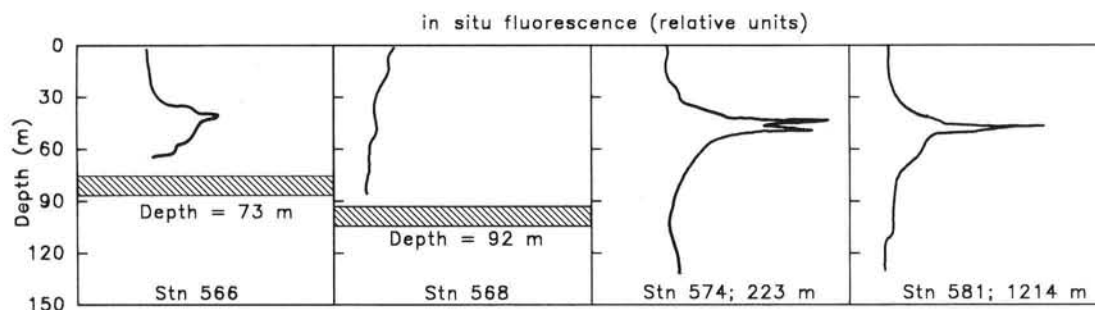 in situ fluorescence (relative units)
Depth (m)
0
30
60
90
120
150
Depth = 73 m
Stn 566
Depth = 92 m
Stn 568
Stn 574; 223 m
Stn 581; 1214 m